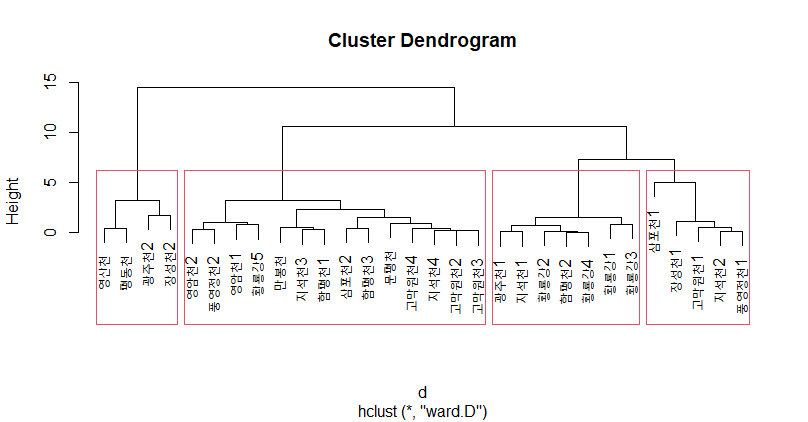 Cluster Dendrogram
Height
0
5
10
15
영산천
평동천
광주천2
장성천2
영암천2
풍영정천2
영암천1
황룡강5
만봉천
지석천3
함평천1
삼포천2
함평천3
문평천
고막원천4
지석천4
고막원천2
고막원천3
광주천1
지석천1
황룡강2
함평천2
황룡강4
황룡강1
황룡강3
삼포천1
장성천1
고막원천1
지석천2
풍영정천1
d
hclust (*, "ward.D")